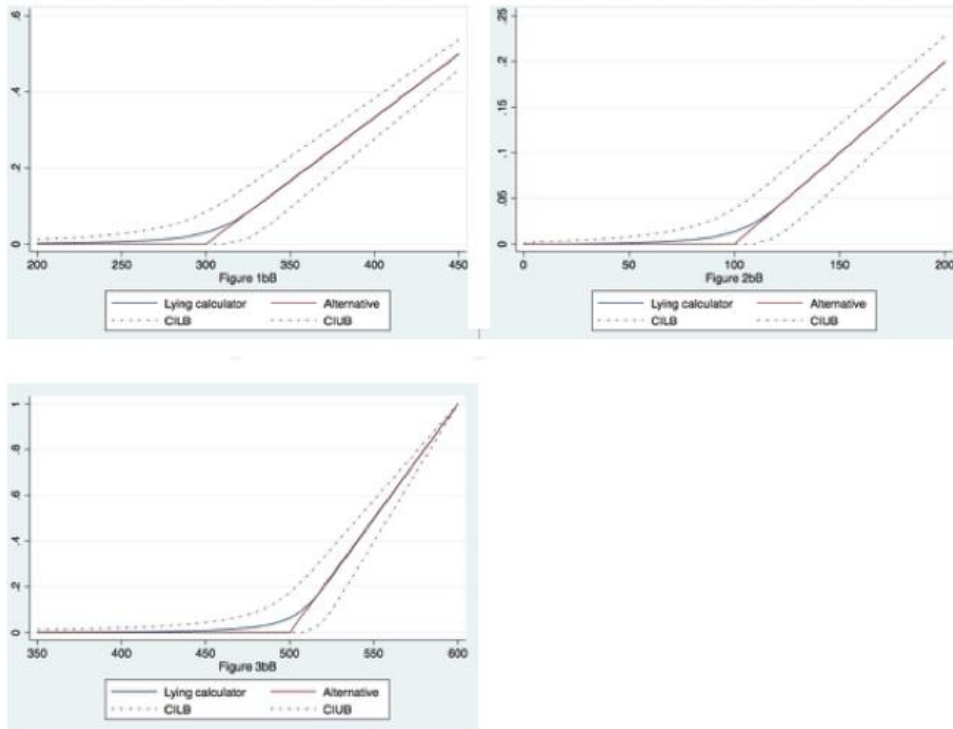 .6
.4
.2
0
200 250 300 350 400 450
Figure 1bB
Lying calculator Alternative
CILB CIUB
.25
.2
.15
.1
.05
0
0 50 100 150 200
Figure 2bB
Lying calculator Alternative
CILB CIUB
1
.8
.6
.4
.2
0
350 400 450 500 550 600
Figure 3bB
Lying calculator Alternative
CILB CIUB